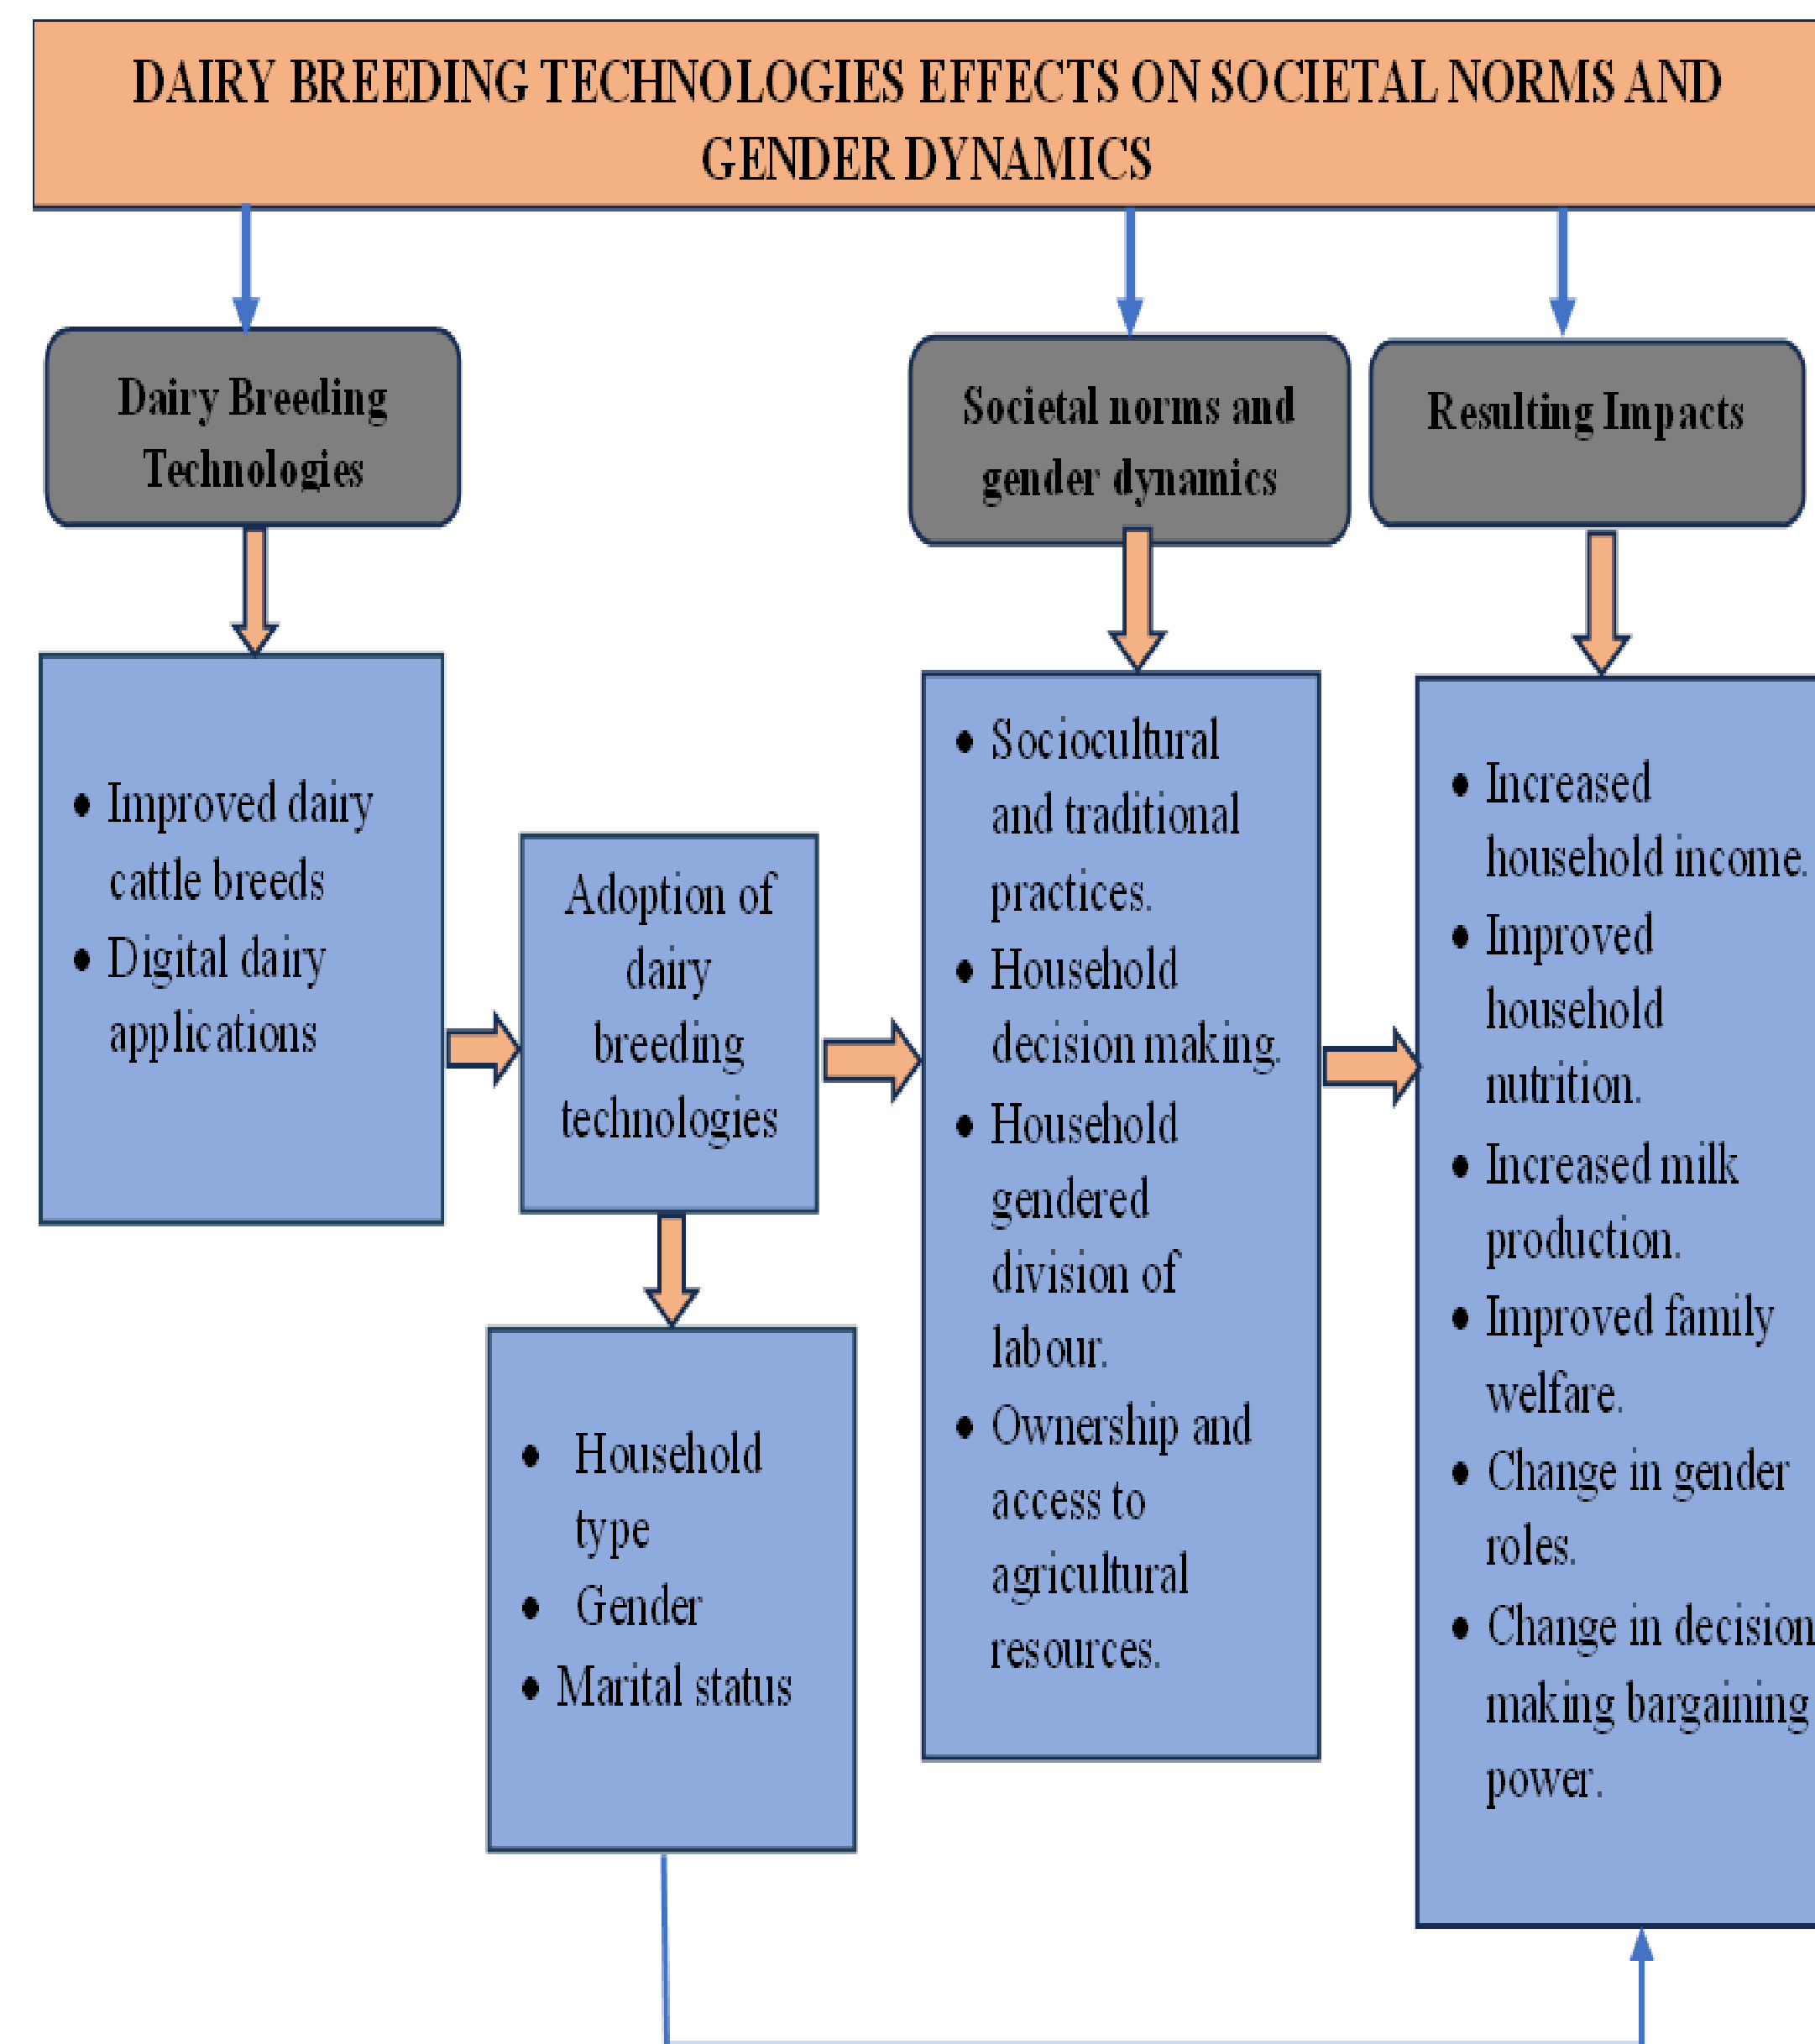 DAIRY BREEDING TECHNOLOGIES EFFECTS ON SOCIETAL NORMS AND
GENDER DYNAMICS
Dairy Breeding
Technologies
Societal norms and
gender dynamics
Resulting Impacts
• Improved dairy
cattle breeds
• Digital dairy
applications
Adoption of
dairy
breeding
technologies
• Household
type
• Gender
• Marital status
• Sociocultural
and traditional
practices.
• Household
decision making.
• Household
gendered
division of
labour.
• Ownership and
access to
agricultural
resources.
• Increased
household income.
• Improved
household
nutrition.
• Increased milk
production.
• Improved family
welfare.
• Change in gender
roles.
• Change in decision
making bargaining
power.